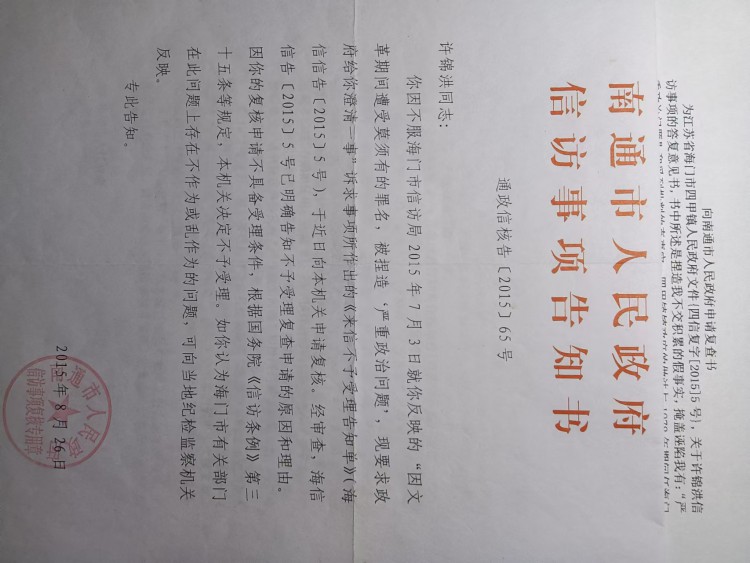 向南通市人民政府申请复查书
为江苏省海门市四甲镇人民政府文件(四信复字[2015]5号)，关于许锦洪信
访事项的答复意见书，书中所述是捏造我不交积累的假事实，掩盖诬陷我有："严
南通市人民政府
信访事项告知书
通政信核告〔2015〕65号
许锦洪同志：
你因不服海门市信访局2015年7月3日就你反映的"因文
革期间遭受莫须有的罪名，被捏造'严重政治问题'，现要求政
府给你澄清一事"诉求事项所作出的《来信不予受理告知单》(海
信信告〔2015〕5号)，于近日向本机关申请复核。经审查，海信
信告〔2015〕5号已明确告知不予受理复查申请的原因和理由。
因你的复核申请不具备受理条件，根据国务院《信访条例》第三
十五条等规定，本机关决定不予受理。如你认为海门市有关部门
在此问题上存在不作为或乱作为的问题，可向当地纪检监察机关
反映。
专此告知。
2015年8月26日
信访事项复核专用章